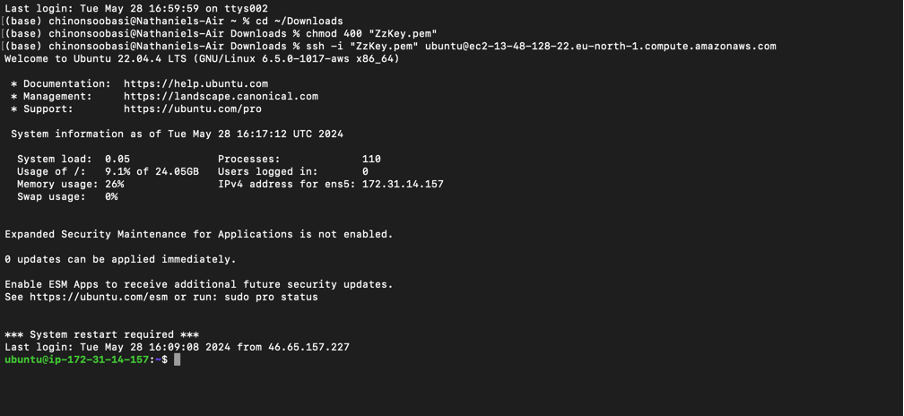 Last login: Tue May 28 16:59:59 on ttys002
(base) chinonsoobasi@Nathaniels-Air ~ % cd ~/Downloads
(base) chinonsoobasi@Nathaniels-Air Downloads % chmod 400 "ZzKey.pem"
(base) chinonsoobasi@Nathaniels-Air Downloads % ssh -i "ZzKey.pem" ubuntu@ec2-13-48-128-22.eu-north-1.compute.amazonaws.com
Welcome to Ubuntu 22.04.4 LTS (GNU/Linux 6.5.0-1017-aws x86_64)
* Documentation: https://help.ubuntu.com
* Management: https://landscape.canonical.com
* Support: https://ubuntu.com/pro
System information as of Tue May 28 16:17:12 UTC 2024
System load: 0.05 Processes: 110
Usage of /: 9.1% of 24.05GB Users logged in: 0
Memory usage: 26% IPv4 address for ens5: 172.31.14.157
Swap usage: 0%
Expanded Security Maintenance for Applications is not enabled.
0 updates can be applied immediately.
Enable ESM Apps to receive additional future security updates.
See https://ubuntu.com/esm or run: sudo pro status
*** System restart required ***
Last login: Tue May 28 16:09:08 2024 from 46.65.157.227
ubuntu@ip-172-31-14-157:~$